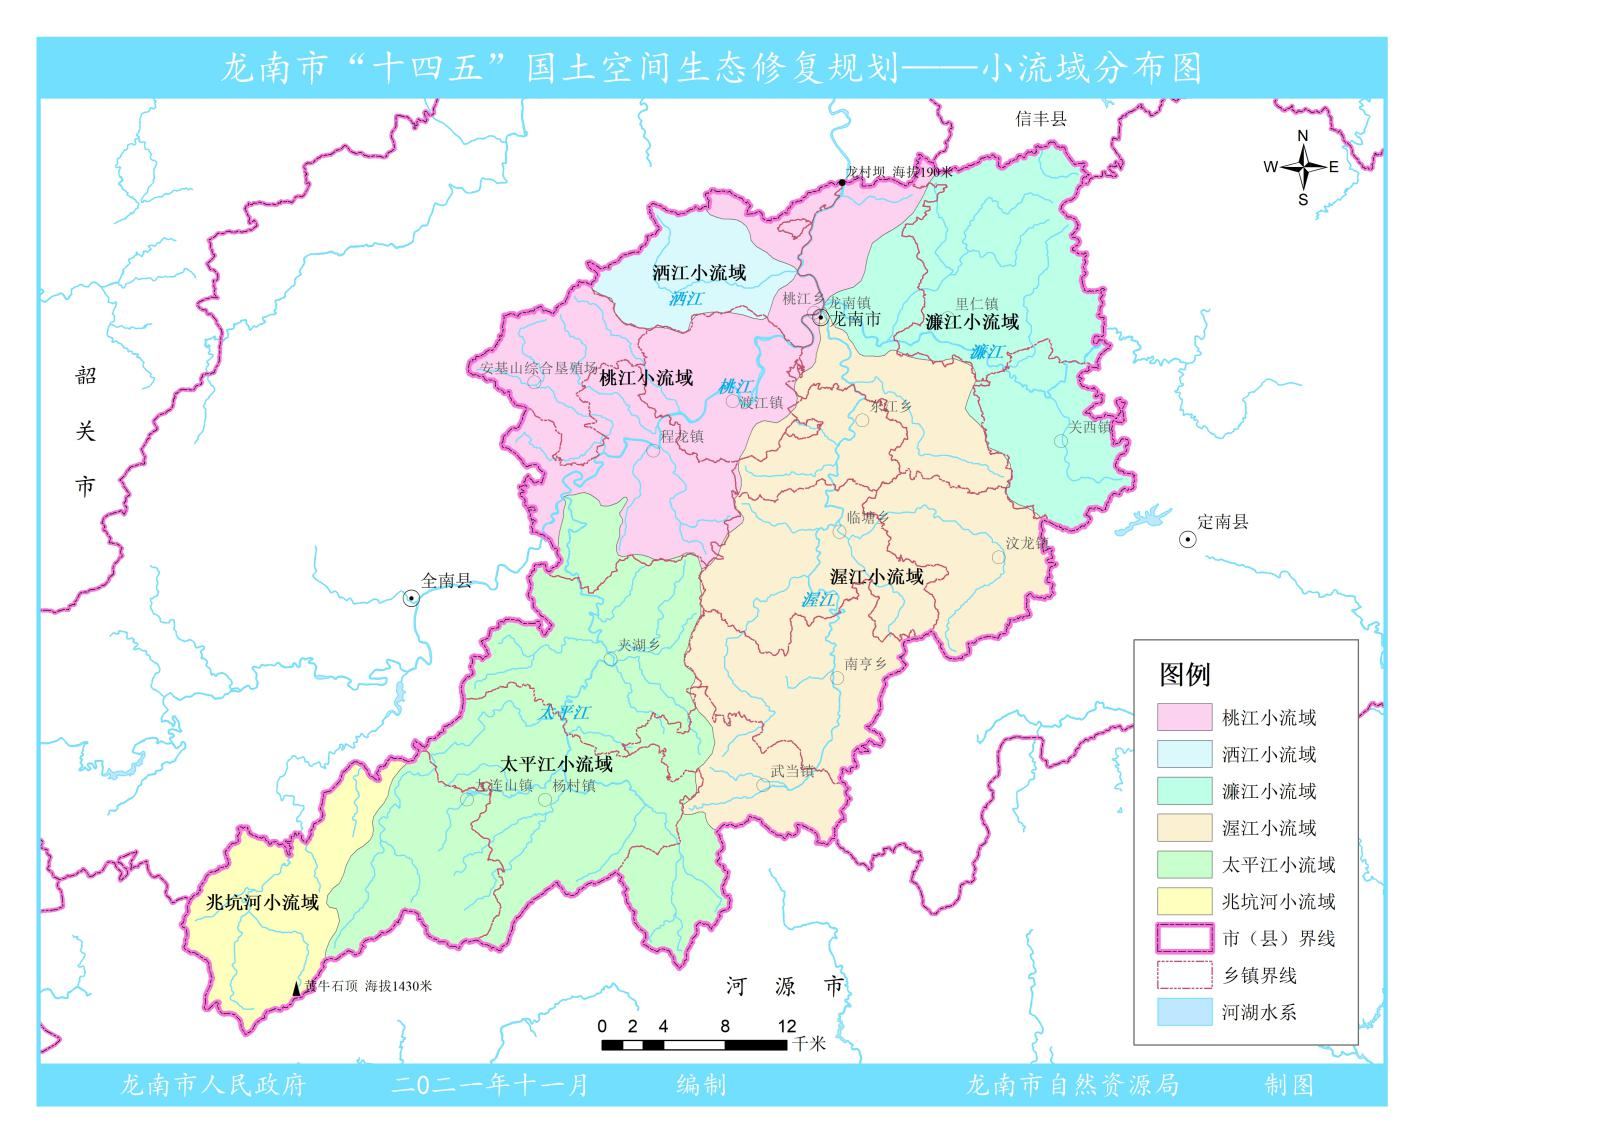 龙南市“十四五”国土空间生态修复规划——小流域分布图
信丰县
N
W E
S
龙村坝 海拔190米
洒江小流域
洒江
桃江乡
龙南镇
龙南市
里仁镇
濂江小流域
濂江
韶关市
安基山综合垦殖场
桃江小流域
桃江
渡江镇
东江乡
程龙镇
关西镇
临塘乡
定南县
汶龙镇
全南县
渥江小流域
渥江
夹湖乡
南亨乡
太平江
太平江小流域
武当镇
九连山镇
杨村镇
兆坑河小流域
黄牛石顶 海拔1430米
河源市
0 2 4 8 12
千米
图例
桃江小流域
洒江小流域
濂江小流域
渥江小流域
太平江小流域
兆坑河小流域
市（县）界线
乡镇界线
河湖水系
龙南市人民政府 二0二一年十一月 编制 龙南市自然资源局 制图